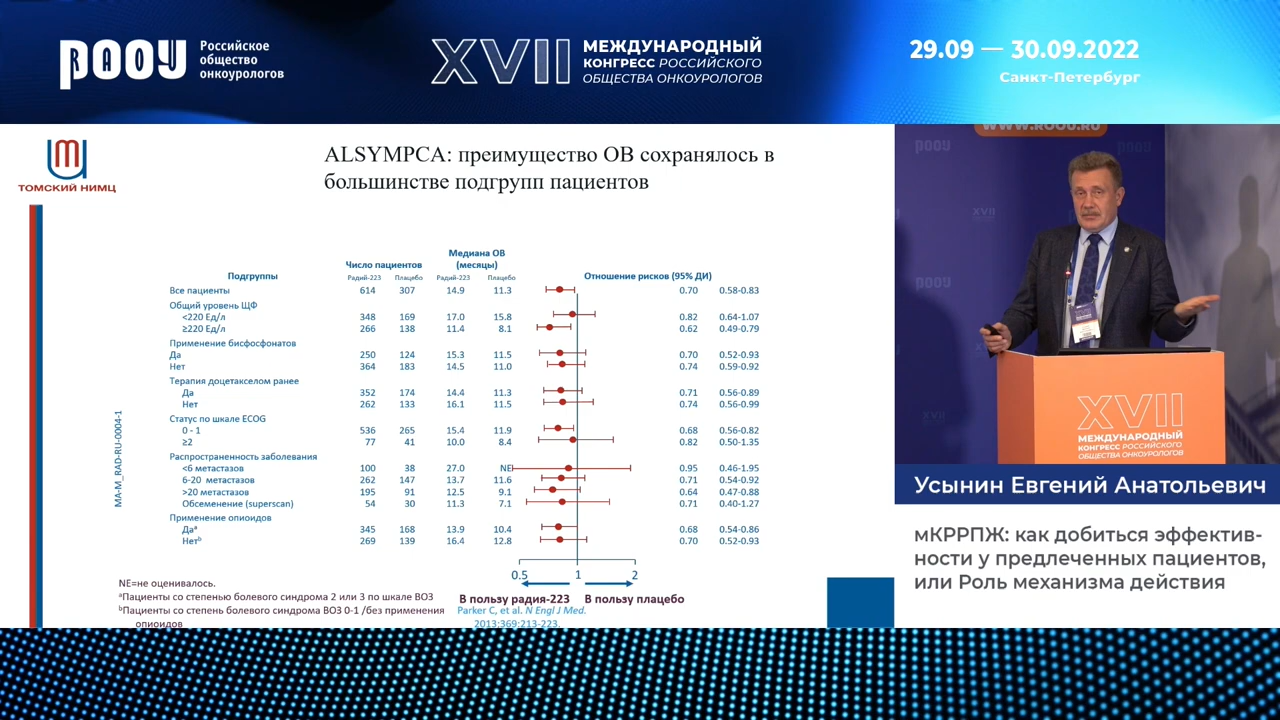 РАОУ
Российское
общество
онкоурологов
XVII
МЕЖДУНАРОДНЫЙ
КОНГРЕСС РОССИЙСКОГО
ОБЩЕСТВА ОНКОУРОЛОГОВ
29.09 — 30.09.2022
Санкт-Петербург
ТОМСКИЙ НИМЦ
ALSYMPCA: преимущество ОВ сохранялось в
большинстве подгрупп пациентов
Подгруппы Число пациентов Медиана ОВ (месяцы) Отношение рисков (95% ДИ)
Радий-223 Плацебо Радий-223 Плацебо
Все пациенты 614 307 14.9 11.3 0.70 0.58-0.83
Общий уровень ЩФ
<220 Ед/л 348 169 17.0 15.8 0.82 0.64-1.07
≥220 Ед/л 266 138 11.4 8.1 0.62 0.49-0.79
Применение бисфосфонатов
Да 250 124 15.3 11.5 0.70 0.52-0.93
Нет 364 183 14.5 11.0 0.74 0.59-0.92
Терапия доцетакселом ранее
Да 352 174 14.4 11.3 0.71 0.56-0.89
Нет 262 133 16.1 11.5 0.74 0.56-0.99
Статус по шкале ECOG
0 - 1 536 265 15.4 11.9 0.68 0.56-0.82
≥2 77 41 10.0 8.4 0.82 0.50-1.35
Распространенность заболевания
<6 метастазов 100 38 27.0 NE 0.95 0.46-1.95
6-20 метастазов 262 147 13.7 11.6 0.71 0.54-0.92
>20 метастазов 195 91 12.5 9.1 0.64 0.47-0.88
Обсеменение (superscan) 54 30 11.3 7.1 0.71 0.40-1.27
Применение опиоидов
Даᵃ 345 168 13.9 10.4 0.68 0.54-0.86
Нетᵇ 269 139 16.4 12.8 0.70 0.52-0.93
0.5 1 2
В пользу радия-223 В пользу плацебо
MA-M_RAD-RU-0004-1
NE=не оценивалось.
ᵃПациенты со степенью болевого синдрома 2 или 3 по шкале ВОЗ
ᵇПациенты со степень болевого синдрома ВОЗ 0-1 /без применения
опиоидов
Parker C, et al. N Engl J Med.
2013;369:213-223.
WWW.ROOU.RU
XVII
МЕЖДУНАРОДНЫЙ
КОНГРЕСС РОССИЙСКОГО
ОБЩЕСТВА ОНКОУРОЛОГОВ
Усынин Евгений Анатольевич
мКРРПЖ: как добиться эффектив-
ности у предлеченных пациентов,
или Роль механизма действия